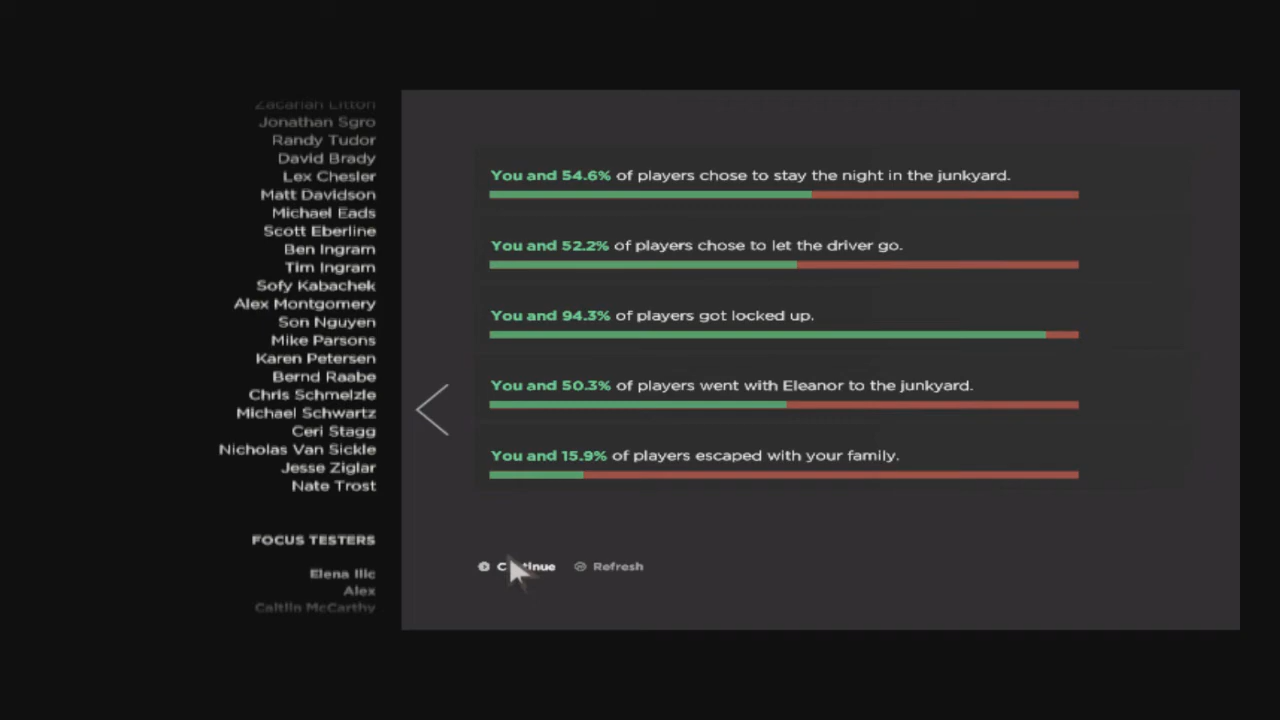 Zacariah Litton
Jonathan Sgro
Randy Tudor
David Brady
Lex Chesler
Matt Davidson
Michael Eads
Scott Eberline
Ben Ingram
Tim Ingram
Sofy Kabachek
Alex Montgomery
Son Nguyen
Mike Parsons
Karen Petersen
Bernd Raabe
Chris Schmelzle
Michael Schwartz
Ceri Stagg
Nicholas Van Sickle
Jesse Ziglar
Nate Trost
FOCUS TESTERS
Elena Ilic
Alex
Caitlin McCarthy
You and 54.6% of players chose to stay the night in the junkyard.
You and 52.2% of players chose to let the driver go.
You and 94.3% of players got locked up.
You and 50.3% of players went with Eleanor to the junkyard.
You and 15.9% of players escaped with your family.
Continue
Refresh